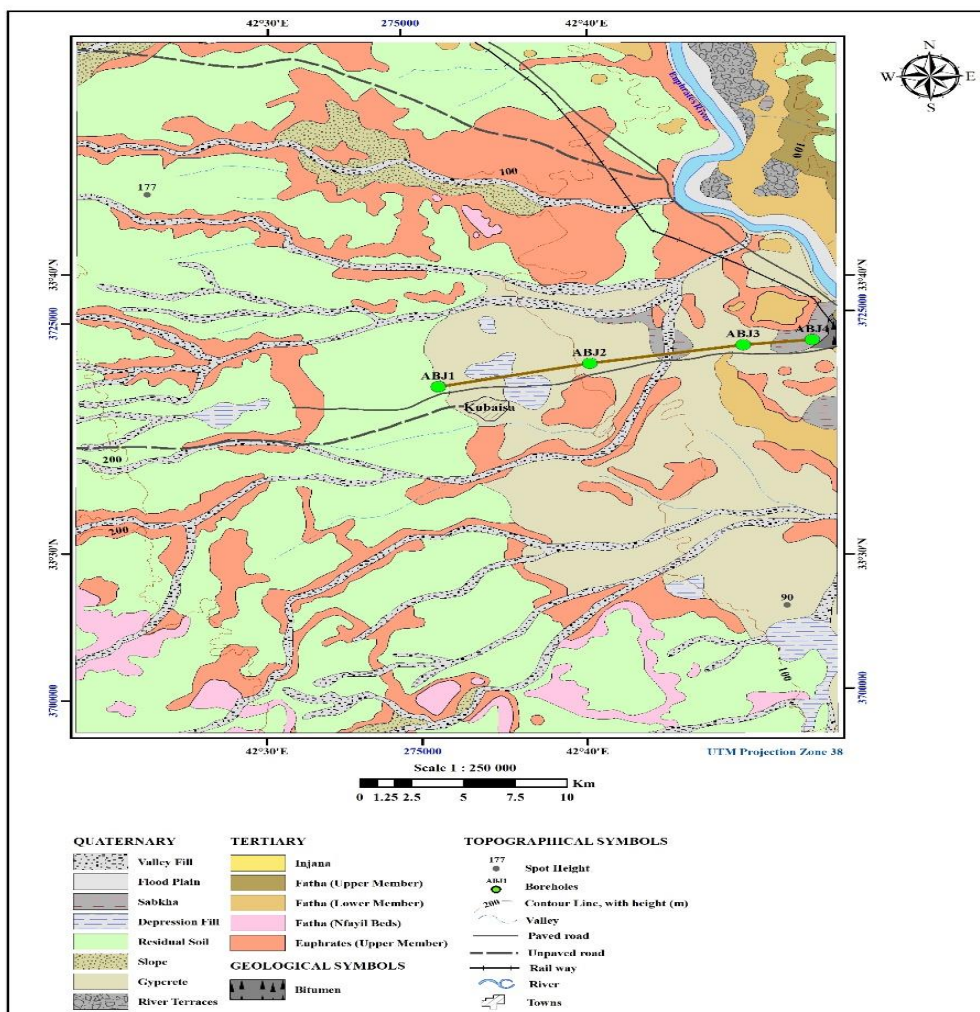 42°30'E 275000 42°40'E
N
W E
S
Euphrates River
100
177
100
33°40'N 33°40'N
3725000 3725000
ABJ1 ABJ2 ABJ3 ABJ4
Kubaisa
200
200
33°30'N 33°30'N
90
100
3700000 3700000
42°30'E 275000 42°40'E
UTM Projection Zone 38
Scale 1 : 250 000
Km
0 1.25 2.5 5 7.5 10
QUATERNARY
Valley Fill
Flood Plain
Sabkha
Depression Fill
Residual Soil
Slope
Gypcrete
River Terraces
TERTIARY
Injana
Fatha (Upper Member)
Fatha (Lower Member)
Fatha (Nfayil Beds)
Euphrates (Upper Member)
GEOLOGICAL SYMBOLS
Bitumen
TOPOGRAPHICAL SYMBOLS
177
Spot Height
ABJ1
Boreholes
200
Contour Line, with height (m)
Valley
Paved road
Unpaved road
Rail way
River
Towns